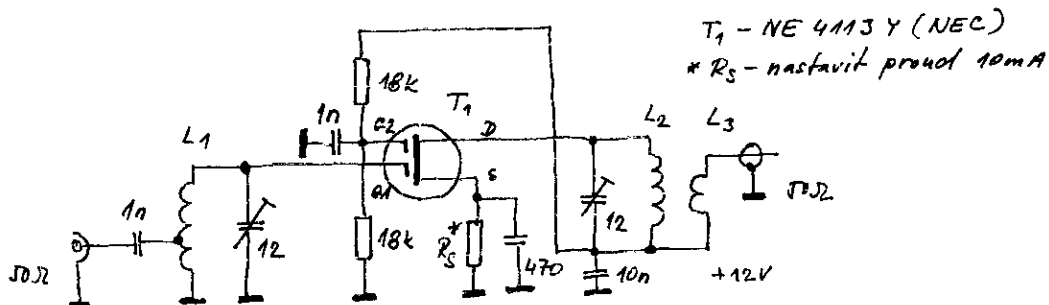 T1 - NE 4113 Y (NEC)
* RS - nastavit proud 10mA
18k
T1
1n
G2
D
L2
L3
L1
G1
S
50Ω
1n
12
12
18k
* RS
470
10n
+12V
50Ω